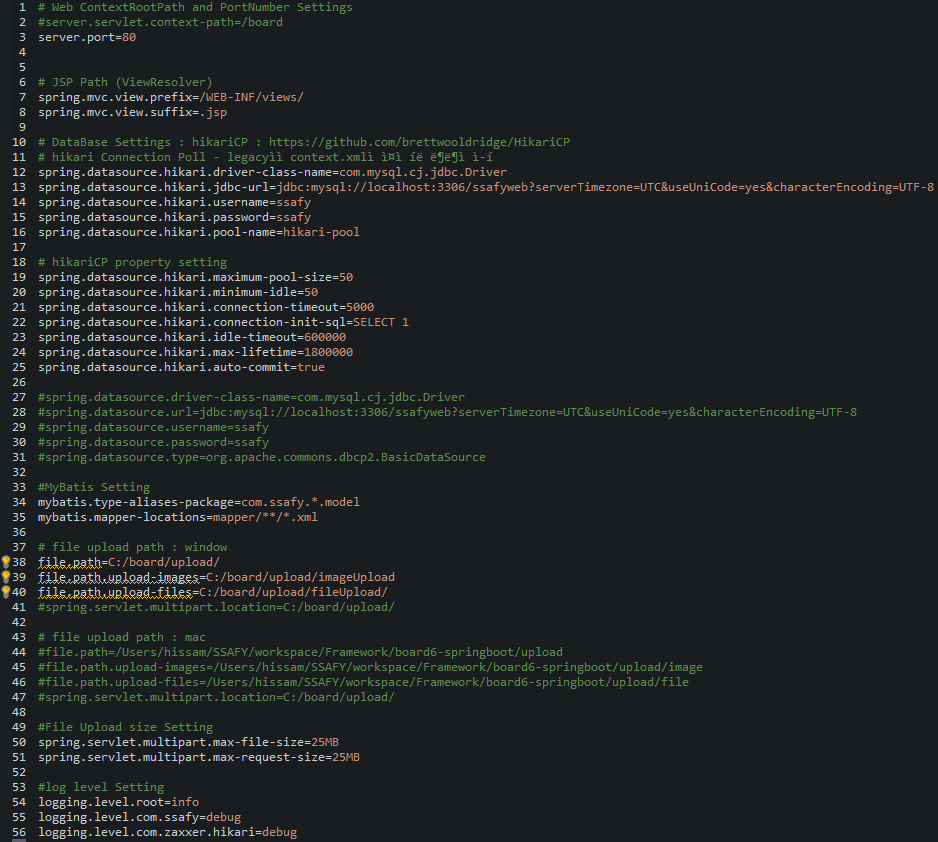 1 # Web ContextRootPath and PortNumber Settings
2 #server.servlet.context-path=/board
3 server.port=80
4
5
6 # JSP Path (ViewResolver)
7 spring.mvc.view.prefix=/WEB-INF/views/
8 spring.mvc.view.suffix=.jsp
9
10 # DataBase Settings : hikariCP : https://github.com/brettwooldridge/HikariCP
11 # hikari Connection Poll - legacyìì context.xmlì ì¤ì íë ë¶ë¶ì ì-í
12 spring.datasource.hikari.driver-class-name=com.mysql.cj.jdbc.Driver
13 spring.datasource.hikari.jdbc-url=jdbc:mysql://localhost:3306/ssafyweb?serverTimezone=UTC&useUniCode=yes&characterEncoding=UTF-8
14 spring.datasource.hikari.username=ssafy
15 spring.datasource.hikari.password=ssafy
16 spring.datasource.hikari.pool-name=hikari-pool
17
18 # hikariCP property setting
19 spring.datasource.hikari.maximum-pool-size=50
20 spring.datasource.hikari.minimum-idle=50
21 spring.datasource.hikari.connection-timeout=5000
22 spring.datasource.hikari.connection-init-sql=SELECT 1
23 spring.datasource.hikari.idle-timeout=600000
24 spring.datasource.hikari.max-lifetime=1800000
25 spring.datasource.hikari.auto-commit=true
26
27 #spring.datasource.driver-class-name=com.mysql.cj.jdbc.Driver
28 #spring.datasource.url=jdbc:mysql://localhost:3306/ssafyweb?serverTimezone=UTC&useUniCode=yes&characterEncoding=UTF-8
29 #spring.datasource.username=ssafy
30 #spring.datasource.password=ssafy
31 #spring.datasource.type=org.apache.commons.dbcp2.BasicDataSource
32
33 #MyBatis Setting
34 mybatis.type-aliases-package=com.ssafy.*.model
35 mybatis.mapper-locations=mapper/**/*.xml
36
37 # file upload path : window
38 file.path=C:/board/upload/
39 file.path.upload-images=C:/board/upload/imageUpload
40 file.path.upload-files=C:/board/upload/fileUpload/
41 #spring.servlet.multipart.location=C:/board/upload/
42
43 # file upload path : mac
44 #file.path=/Users/hissam/SSAFY/workspace/Framework/board6-springboot/upload
45 #file.path.upload-images=/Users/hissam/SSAFY/workspace/Framework/board6-springboot/upload/image
46 #file.path.upload-files=/Users/hissam/SSAFY/workspace/Framework/board6-springboot/upload/file
47 #spring.servlet.multipart.location=C:/board/upload/
48
49 #File Upload size Setting
50 spring.servlet.multipart.max-file-size=25MB
51 spring.servlet.multipart.max-request-size=25MB
52
53 #log level Setting
54 logging.level.root=info
55 logging.level.com.ssafy=debug
56 logging.level.com.zaxxer.hikari=debug